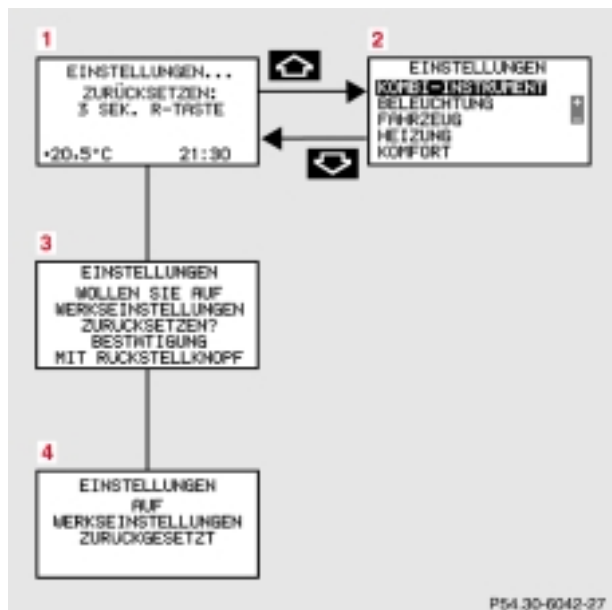 1
EINSTELLUNGEN...
ZURÜCKSETZEN:
3 SEK. R-TASTE
+20.5°C 21:30
2
EINSTELLUNGEN
KOMBI-INSTRUMENT
BELEUCHTUNG
FAHRZEUG
HEIZUNG
KOMFORT
3
EINSTELLUNGEN
WOLLEN SIE AUF
WERKSEINSTELLUNGEN
ZURUCKSETZEN?
BESTÄTIGUNG
MIT RUCKSTELLKNOPF
4
EINSTELLUNGEN
AUF
WERKSEINSTELLUNGEN
ZURUCKGESETZT
P54.30-6042-27